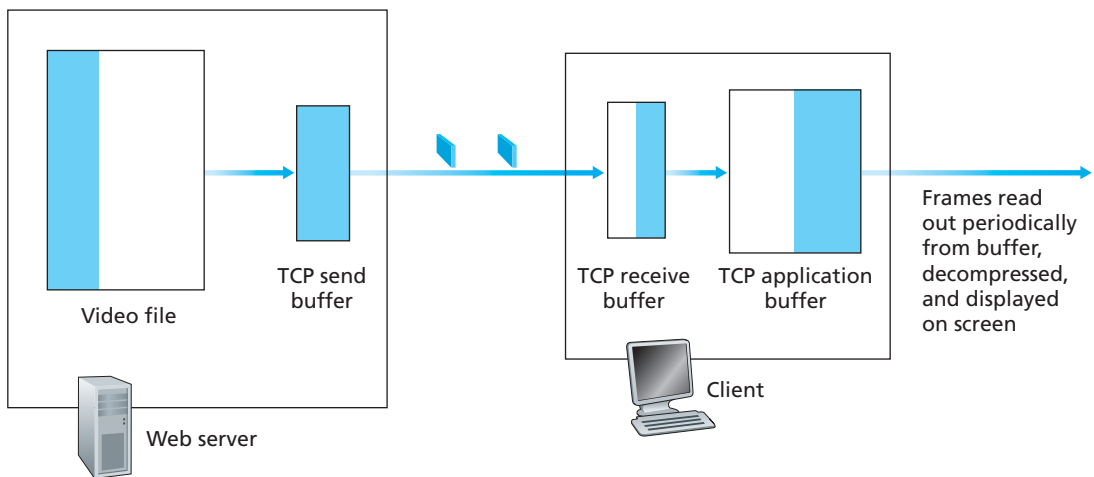 Video file
TCP send
buffer
TCP receive
buffer
TCP application
buffer
Frames read
out periodically
from buffer,
decompressed,
and displayed
on screen
Web server
Client